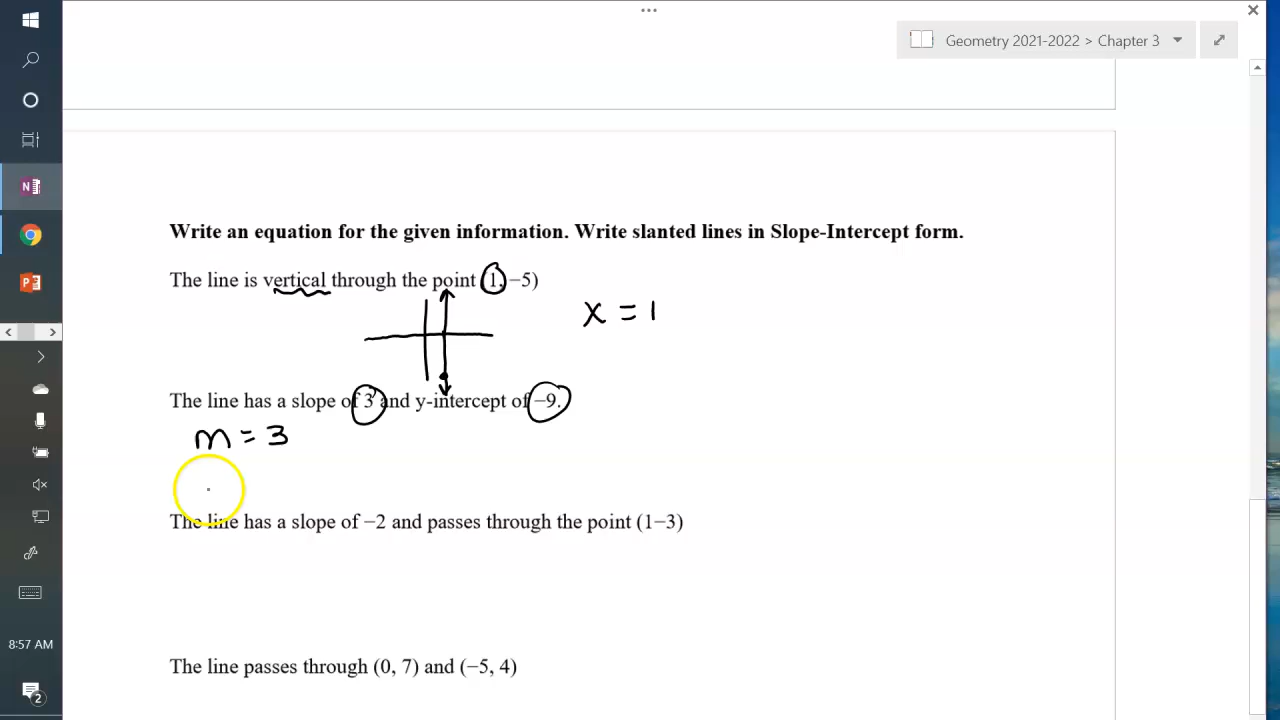 Geometry 2021-2022 > Chapter 3
Write an equation for the given information. Write slanted lines in Slope-Intercept form.
The line is vertical through the point (1, −5)
x = 1
The line has a slope of 3 and y-intercept of −9.
m = 3
The line has a slope of −2 and passes through the point (1−3)
The line passes through (0, 7) and (−5, 4)
N
P
8:57 AM
2